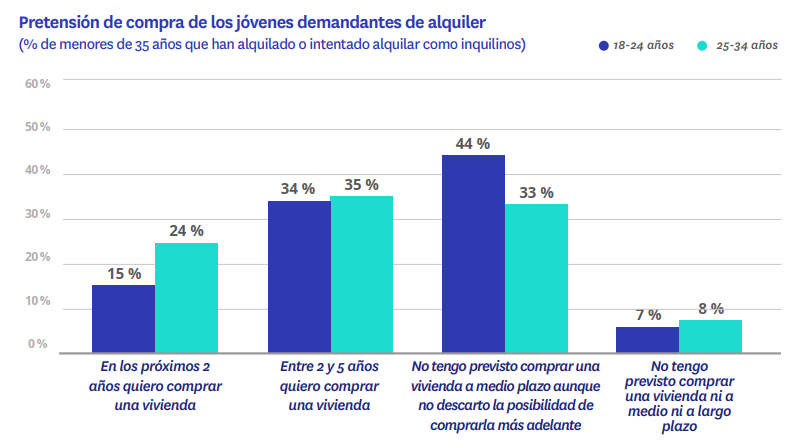 Pretensión de compra de los jóvenes demandantes de alquiler
(% de menores de 35 años que han alquilado o intentado alquilar como inquilinos)
18-24 años
25-34 años
60 %
50 %
40 %
30 %
20 %
10 %
0 %
15 %
24 %
34 %
35 %
44 %
33 %
7 %
8 %
En los próximos 2
años quiero comprar
una vivienda
Entre 2 y 5 años
quiero comprar
una vivienda
No tengo previsto comprar una
vivienda a medio plazo aunque
no descarto la posibilidad de
comprarla más adelante
No tengo
previsto comprar
una vivienda ni a
medio ni a largo
plazo